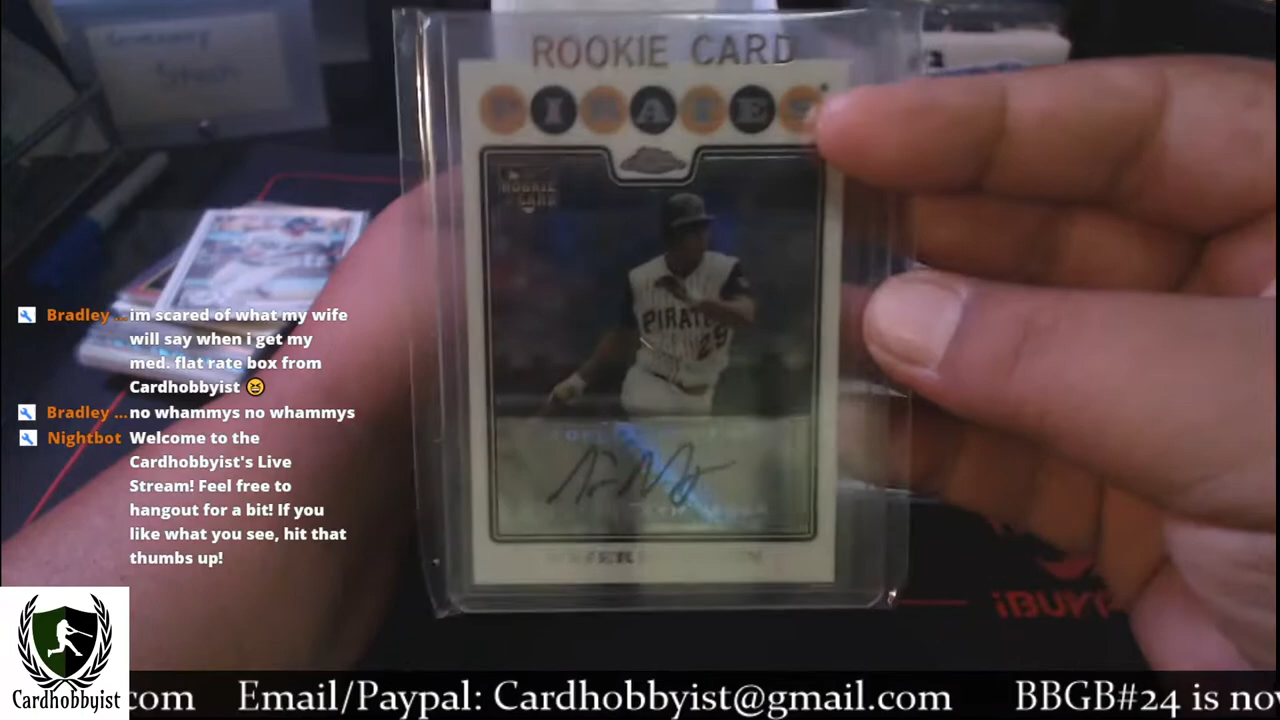 ROOKIE CARD
PIRATES
ROOKIE
CARD
PIRATE
29
Bradley ... im scared of what my wife
will say when i get my
med. flat rate box from
Cardhobbyist 😆
Bradley ... no whammys no whammys
Nightbot Welcome to the
Cardhobbyist's Live
Stream! Feel free to
hangout for a bit! If you
like what you see, hit that
thumbs up!
iBUYP
Cardhobbyist
.com Email/Paypal: Cardhobbyist@gmail.com BBGB#24 is no